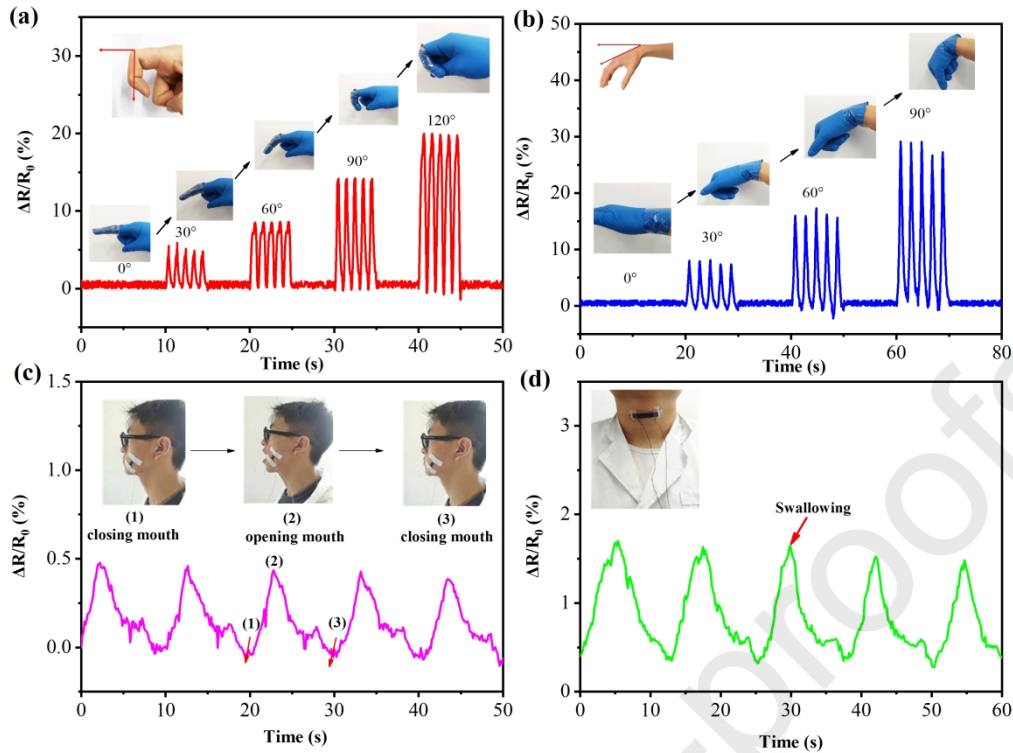 (a)
ΔR/R₀ (%)
30
20
10
0
0°
30°
60°
90°
120°
0 10 20 30 40 50
Time (s)
(b)
ΔR/R₀ (%)
50
40
30
20
10
0
0°
30°
60°
90°
0 20 40 60 80
Time (s)
(c)
ΔR/R₀ (%)
1.5
1.0
0.5
0.0
(1)
closing mouth
(2)
opening mouth
(3)
closing mouth
(1)
(2)
(3)
0 10 20 30 40 50
Time (s)
(d)
ΔR/R₀ (%)
3
2
1
0
Swallowing
0 10 20 30 40 50 60
Time (s)
proof